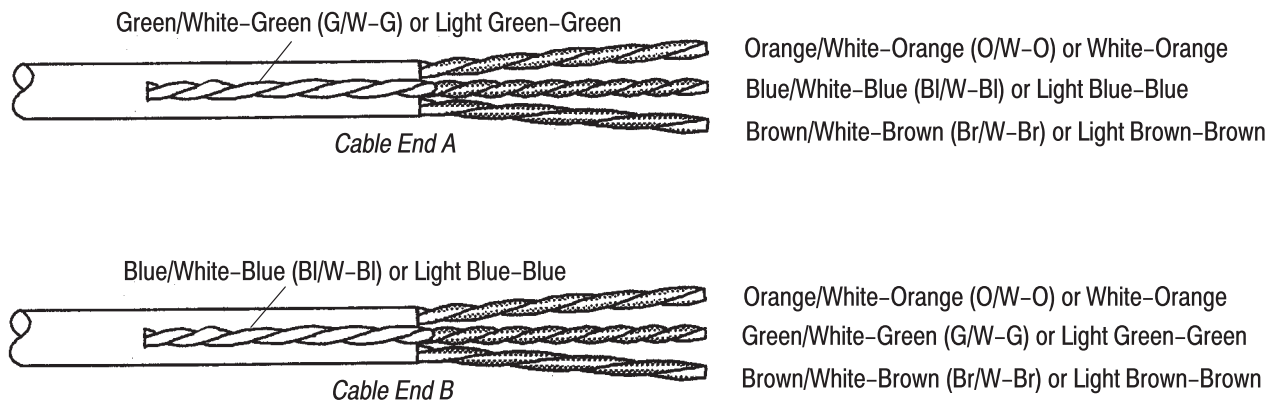 Green/White–Green (G/W–G) or Light Green–Green
Orange/White–Orange (O/W–O) or White–Orange
Blue/White–Blue (Bl/W–Bl) or Light Blue–Blue
Brown/White–Brown (Br/W–Br) or Light Brown–Brown
Cable End A
Blue/White–Blue (Bl/W–Bl) or Light Blue–Blue
Orange/White–Orange (O/W–O) or White–Orange
Green/White–Green (G/W–G) or Light Green–Green
Brown/White–Brown (Br/W–Br) or Light Brown–Brown
Cable End B